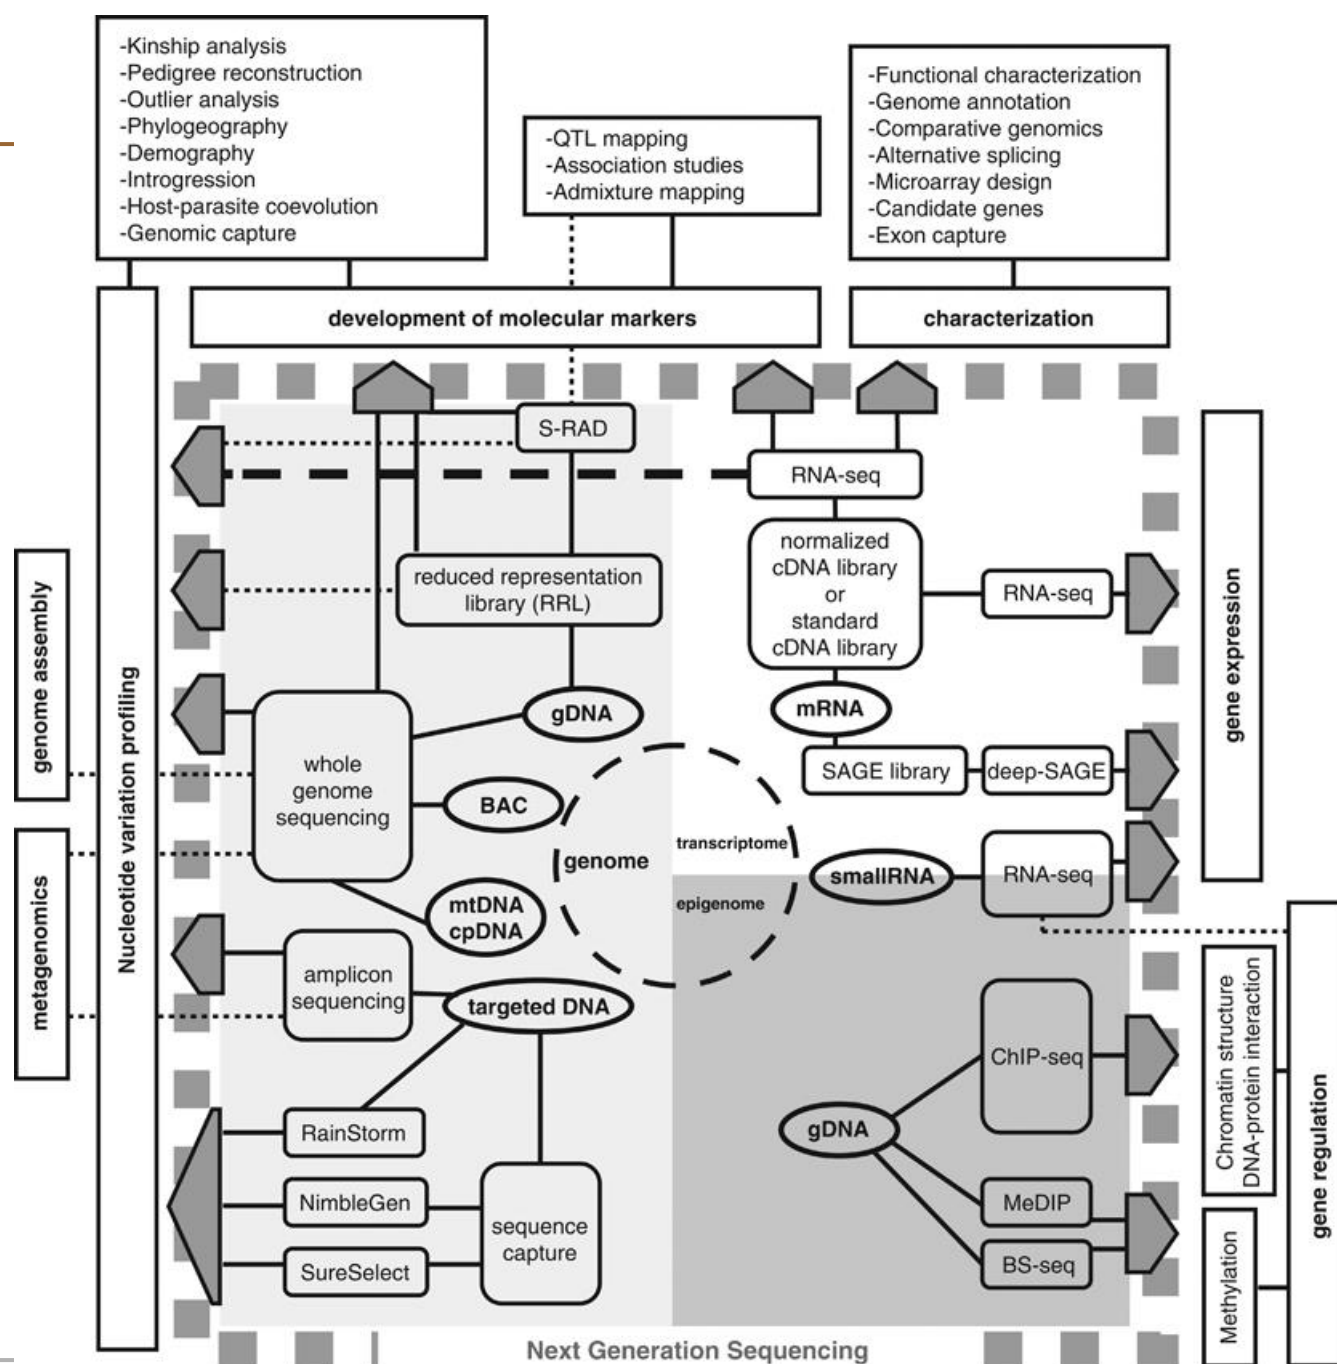 -Kinship analysis
-Pedigree reconstruction
-Outlier analysis
-Phylogeography
-Demography
-Introgression
-Host-parasite coevolution
-Genomic capture
-QTL mapping
-Association studies
-Admixture mapping
-Functional characterization
-Genome annotation
-Comparative genomics
-Alternative splicing
-Microarray design
-Candidate genes
-Exon capture
development of molecular markers
characterization
genome assembly
metagenomics
Nucleotide variation profiling
S-RAD
RNA-seq
reduced representation
library (RRL)
normalized
cDNA library
or
standard
cDNA library
RNA-seq
gDNA
mRNA
whole
genome
sequencing
BAC
SAGE library
deep-SAGE
genome
transcriptome
epigenome
smallRNA
RNA-seq
mtDNA
cpDNA
amplicon
sequencing
targeted DNA
ChIP-seq
gDNA
RainStorm
NimbleGen
SureSelect
sequence
capture
MeDIP
BS-seq
gene expression
Chromatin structure
DNA-protein interaction
Methylation
gene regulation
Next Generation Sequencing